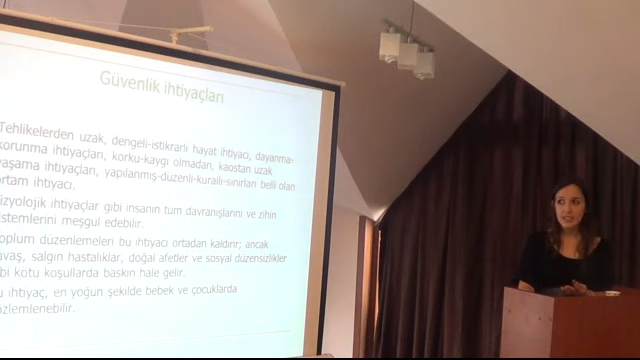 Güvenlik ihtiyaçları
Tehlikelerden uzak, dengeli-istikrarlı hayat ihtiyacı, dayanma-
korunma ihtiyaçları, korku-kaygı olmadan, kaostan uzak
yaşama ihtiyaçları, yapılanmış-düzenli-kurallı-sınırları belli olan
ortam ihtiyacı.
izyolojik ihtiyaçlar gibi insanın tüm davranışlarını ve zihin
istemlerini meşgul edebilir.
oplum düzenlemeleri bu ihtiyacı ortadan kaldırır; ancak
avaş, salgın hastalıklar, doğal afetler ve sosyal düzensizlikler
bi kötü koşullarda baskın hale gelir.
u ihtiyaç, en yoğun şekilde bebek ve çocuklarda
özlemlenebilir.